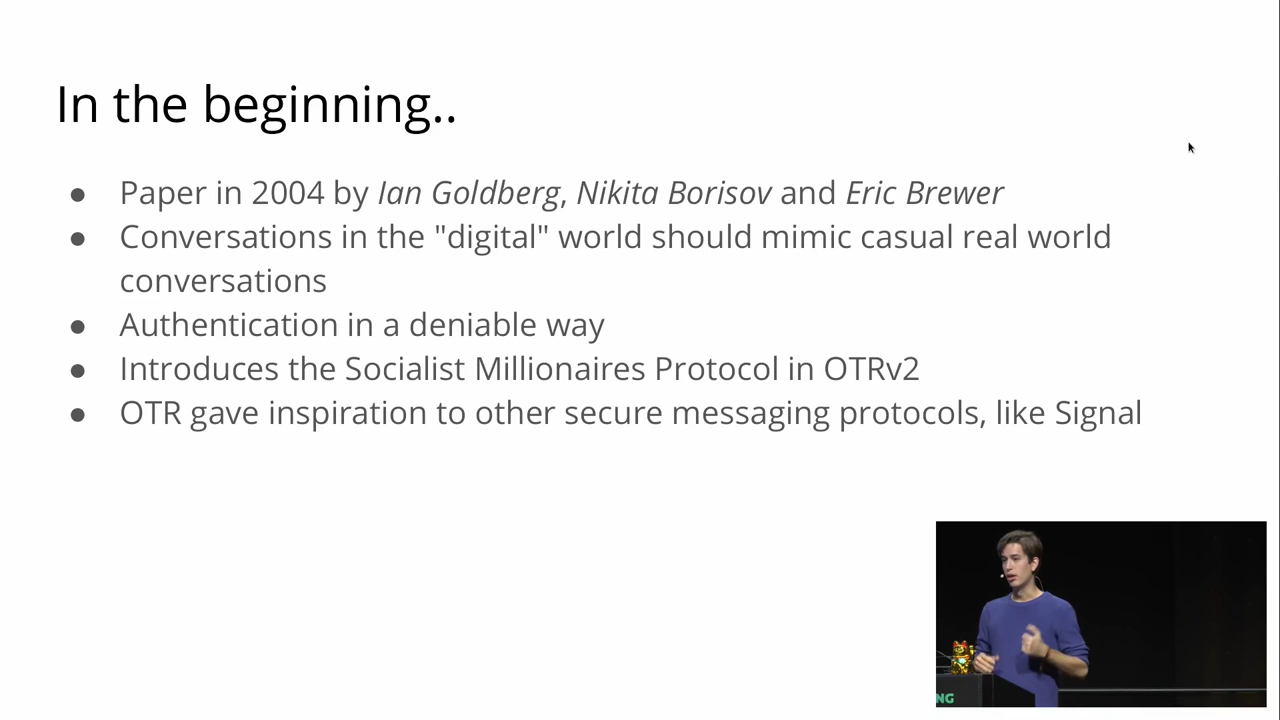 In the beginning..
● Paper in 2004 by Ian Goldberg, Nikita Borisov and Eric Brewer
● Conversations in the "digital" world should mimic casual real world
conversations
● Authentication in a deniable way
● Introduces the Socialist Millionaires Protocol in OTRv2
● OTR gave inspiration to other secure messaging protocols, like Signal
NG